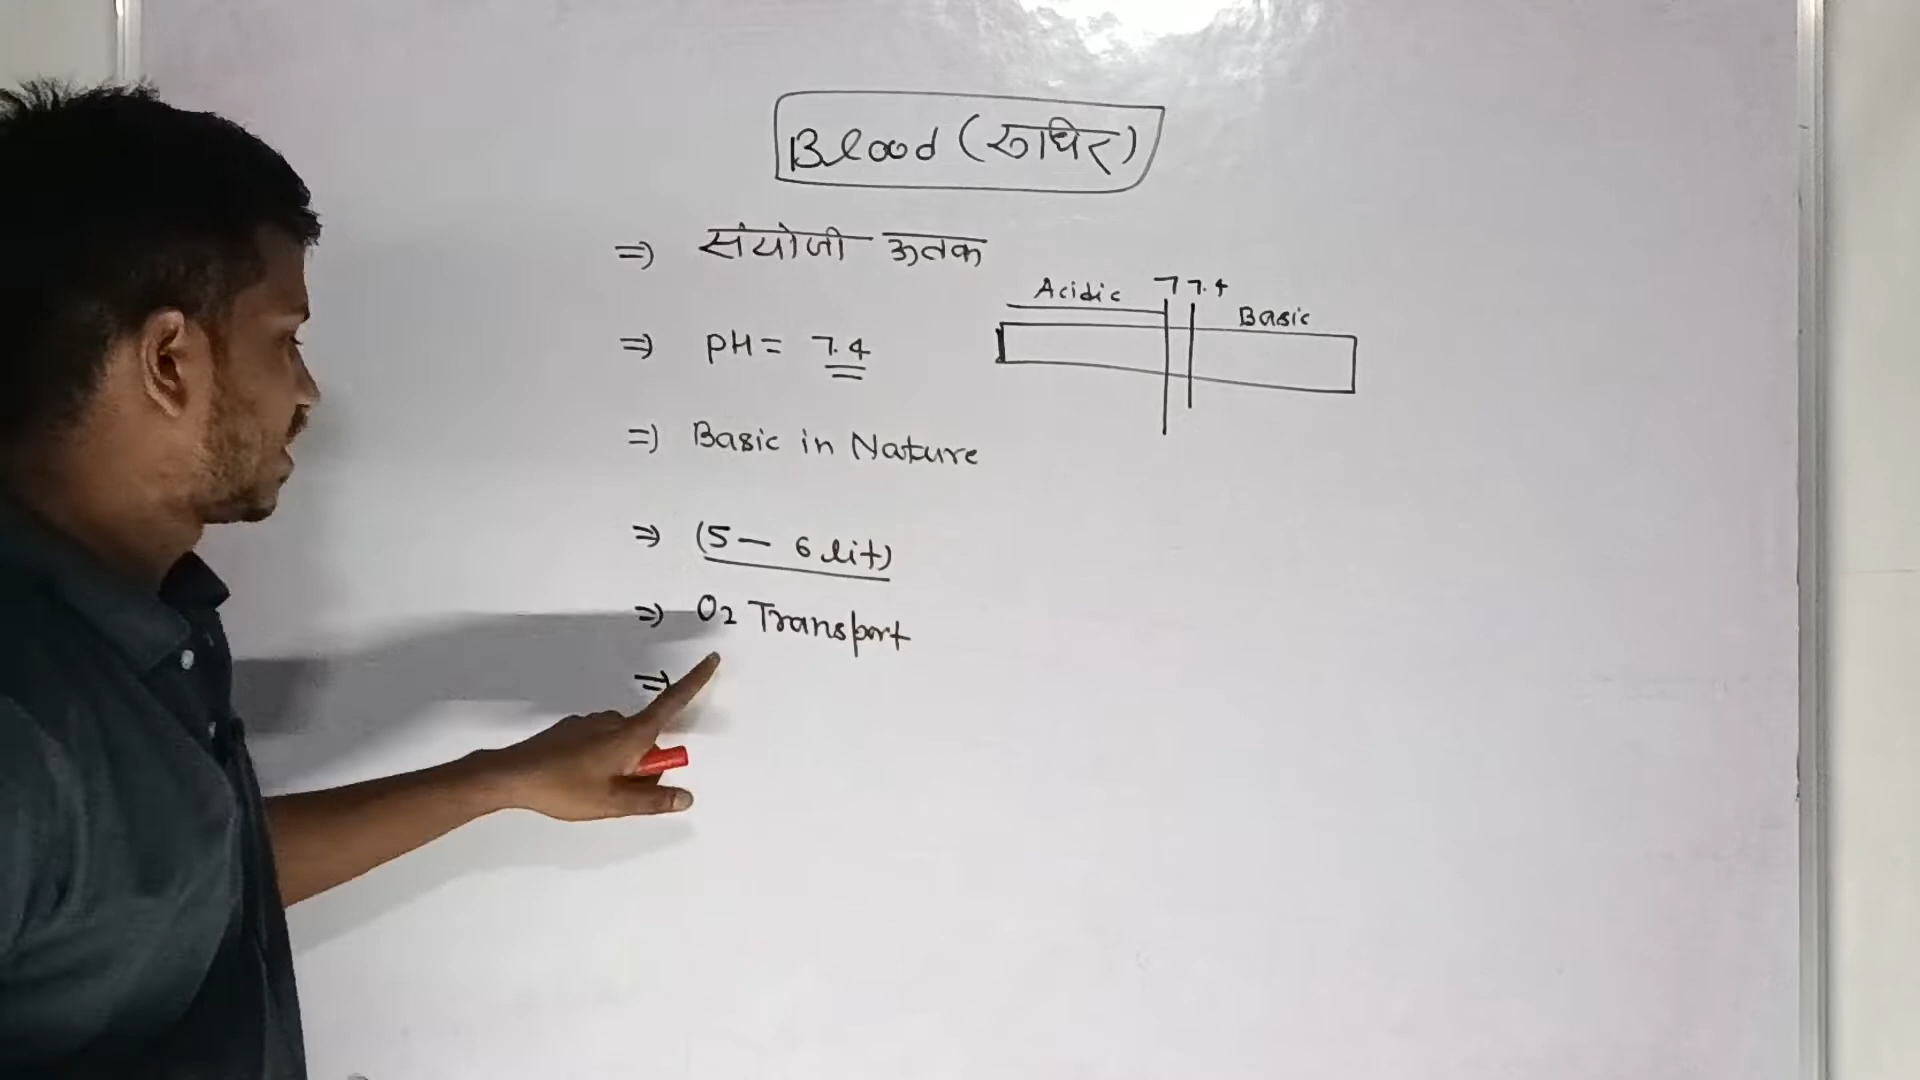 Blood (रुधिर)
⇒ संयोजी ऊतक
⇒ PH = 7.4
⇒ Basic in Nature
⇒ (5 – 6 lit)
⇒ O2 Transport
⇒
Acidic 7 7.4
Basic